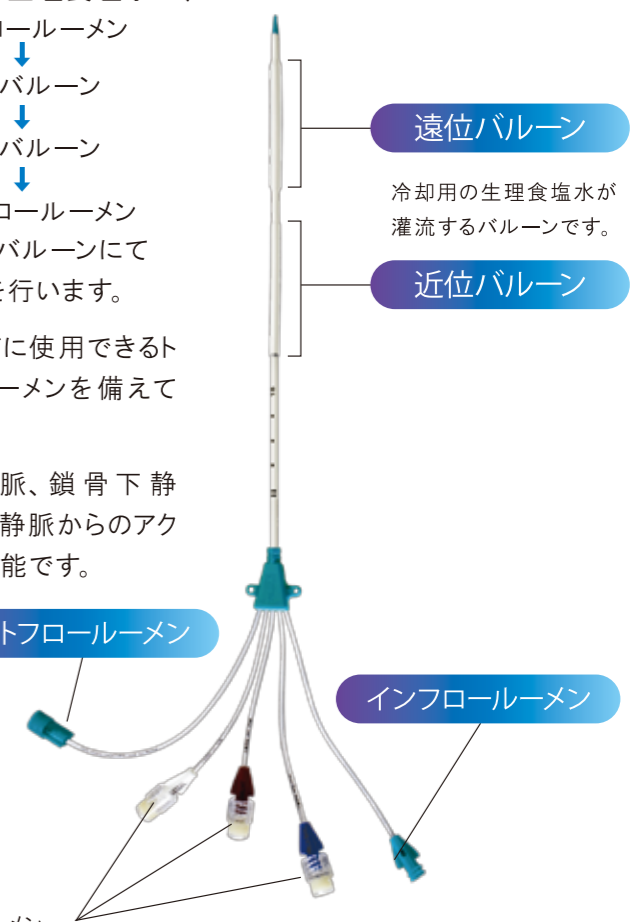 ロールーメン
バルーン
バルーン
ロールーメン
バルーンにて
を行います。
に使用できるト
ーメンを備えて
脈、鎖骨下静
静脈からのアク
能です。
遠位バルーン
冷却用の生理食塩水が
灌流するバルーンです。
近位バルーン
トフロールーメン
インフロールーメン